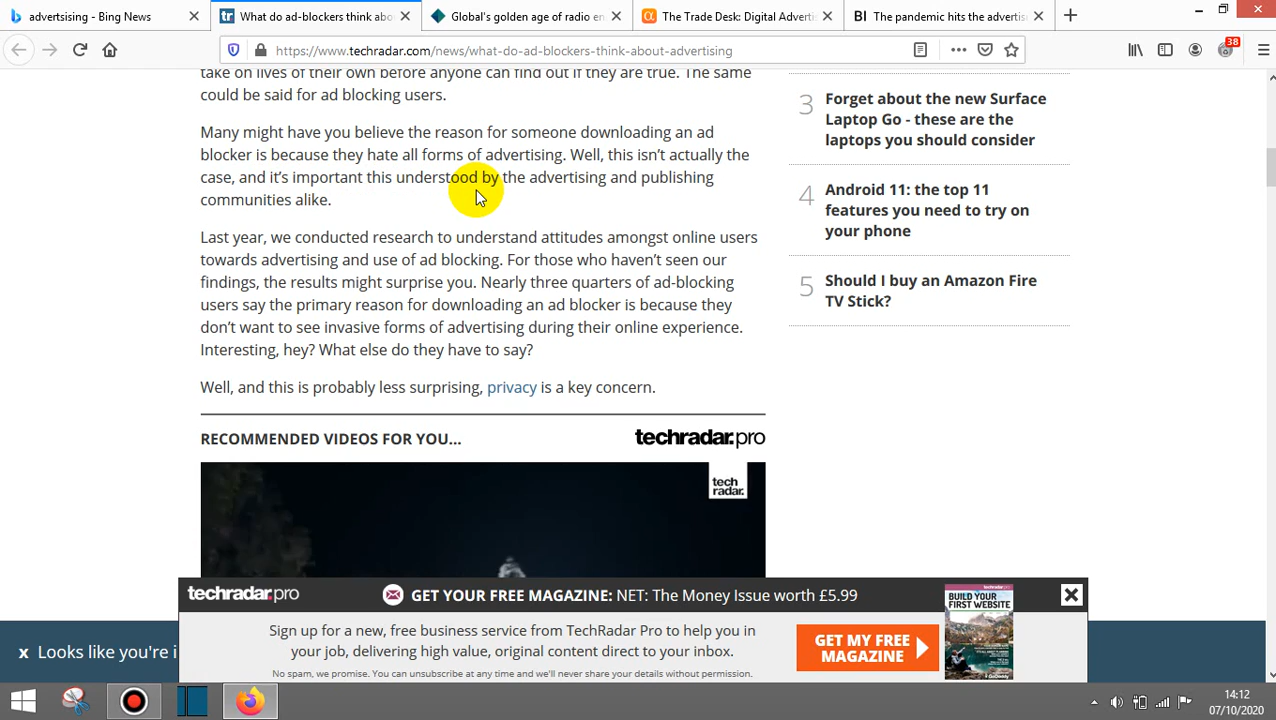 advertising - Bing News
What do ad-blockers think abo
Global's golden age of radio en
The Trade Desk: Digital Adverti
BI The pandemic hits the advertis
https://www.techradar.com/news/what-do-ad-blockers-think-about-advertising
38
take on lives of their own before anyone can find out if they are true. The same
could be said for ad blocking users.
Many might have you believe the reason for someone downloading an ad
blocker is because they hate all forms of advertising. Well, this isn't actually the
case, and it's important this understood by the advertising and publishing
communities alike.
Last year, we conducted research to understand attitudes amongst online users
towards advertising and use of ad blocking. For those who haven't seen our
findings, the results might surprise you. Nearly three quarters of ad-blocking
users say the primary reason for downloading an ad blocker is because they
don't want to see invasive forms of advertising during their online experience.
Interesting, hey? What else do they have to say?
Well, and this is probably less surprising, privacy is a key concern.
RECOMMENDED VIDEOS FOR YOU...
techradar.pro
tech
radar.
3 Forget about the new Surface
Laptop Go - these are the
laptops you should consider
4 Android 11: the top 11
features you need to try on
your phone
5 Should I buy an Amazon Fire
TV Stick?
techradar.pro
GET YOUR FREE MAGAZINE: NET: The Money Issue worth £5.99
Sign up for a new, free business service from TechRadar Pro to help you in
your job, delivering high value, original content direct to your inbox.
No spam, we promise. You can unsubscribe at any time and we'll never share your details without permission.
GET MY FREE
MAGAZINE
BUILD YOUR
FIRST WEBSITE
x Looks like you're i
14:12
07/10/2020